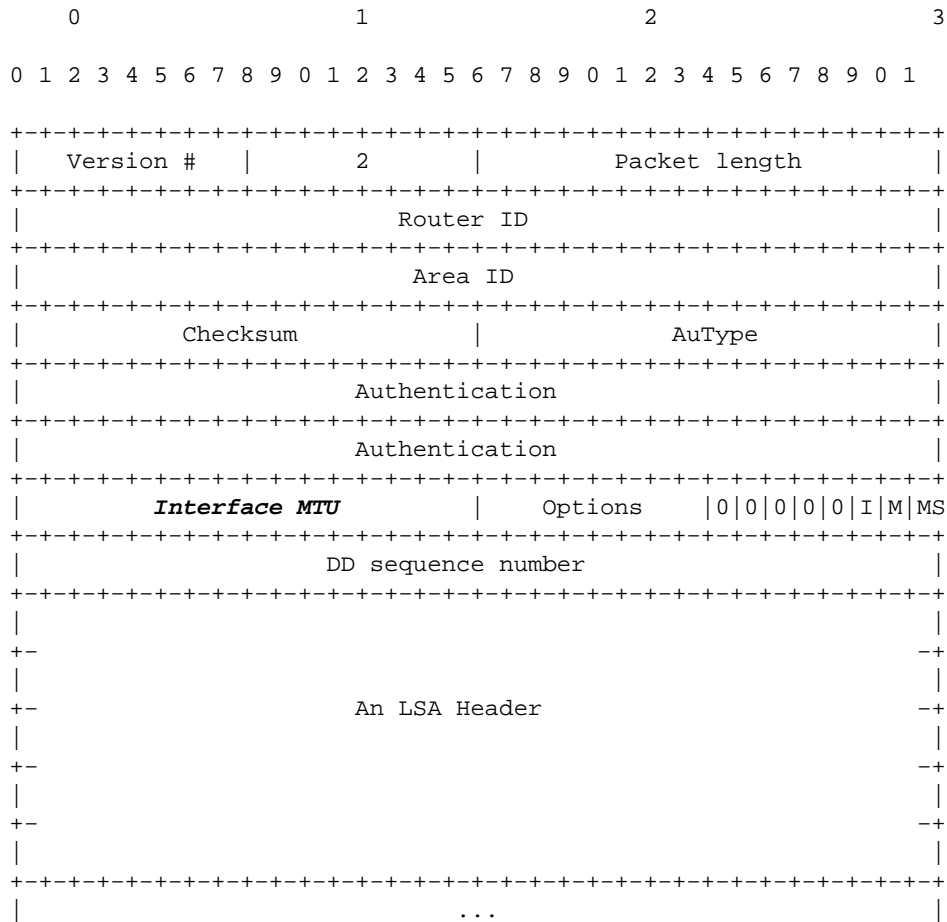 0 1 2 3
0 1 2 3 4 5 6 7 8 9 0 1 2 3 4 5 6 7 8 9 0 1 2 3 4 5 6 7 8 9 0 1
+-+-+-+-+-+-+-+-+-+-+-+-+-+-+-+-+-+-+-+-+-+-+-+-+-+-+-+-+-+-+-+-+
| Version # | 2 | Packet length |
+-+-+-+-+-+-+-+-+-+-+-+-+-+-+-+-+-+-+-+-+-+-+-+-+-+-+-+-+-+-+-+-+
| Router ID |
+-+-+-+-+-+-+-+-+-+-+-+-+-+-+-+-+-+-+-+-+-+-+-+-+-+-+-+-+-+-+-+-+
| Area ID |
+-+-+-+-+-+-+-+-+-+-+-+-+-+-+-+-+-+-+-+-+-+-+-+-+-+-+-+-+-+-+-+-+
| Checksum | AuType |
+-+-+-+-+-+-+-+-+-+-+-+-+-+-+-+-+-+-+-+-+-+-+-+-+-+-+-+-+-+-+-+-+
| Authentication |
+-+-+-+-+-+-+-+-+-+-+-+-+-+-+-+-+-+-+-+-+-+-+-+-+-+-+-+-+-+-+-+-+
| Authentication |
+-+-+-+-+-+-+-+-+-+-+-+-+-+-+-+-+-+-+-+-+-+-+-+-+-+-+-+-+-+-+-+-+
| Interface MTU | Options |0|0|0|0|0|I|M|MS
+-+-+-+-+-+-+-+-+-+-+-+-+-+-+-+-+-+-+-+-+-+-+-+-+-+-+-+-+-+-+-+-+
| DD sequence number |
+-+-+-+-+-+-+-+-+-+-+-+-+-+-+-+-+-+-+-+-+-+-+-+-+-+-+-+-+-+-+-+-+
| |
+- -+
| |
+- An LSA Header -+
| |
+- -+
| |
+- -+
| |
+-+-+-+-+-+-+-+-+-+-+-+-+-+-+-+-+-+-+-+-+-+-+-+-+-+-+-+-+-+-+-+-+
| ... |